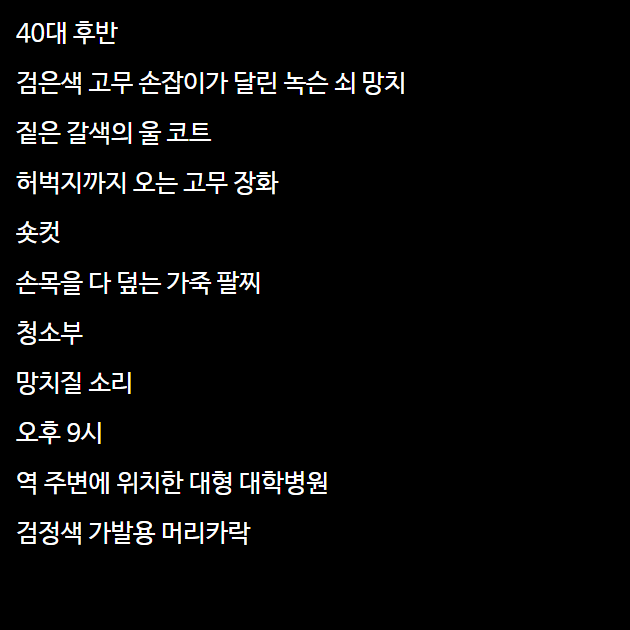 40대 후반
검은색 고무 손잡이가 달린 녹슨 쇠 망치
짙은 갈색의 울 코트
허벅지까지 오는 고무 장화
숏컷
손목을 다 덮는 가죽 팔찌
청소부
망치질 소리
오후 9시
역 주변에 위치한 대형 대학병원
검정색 가발용 머리카락